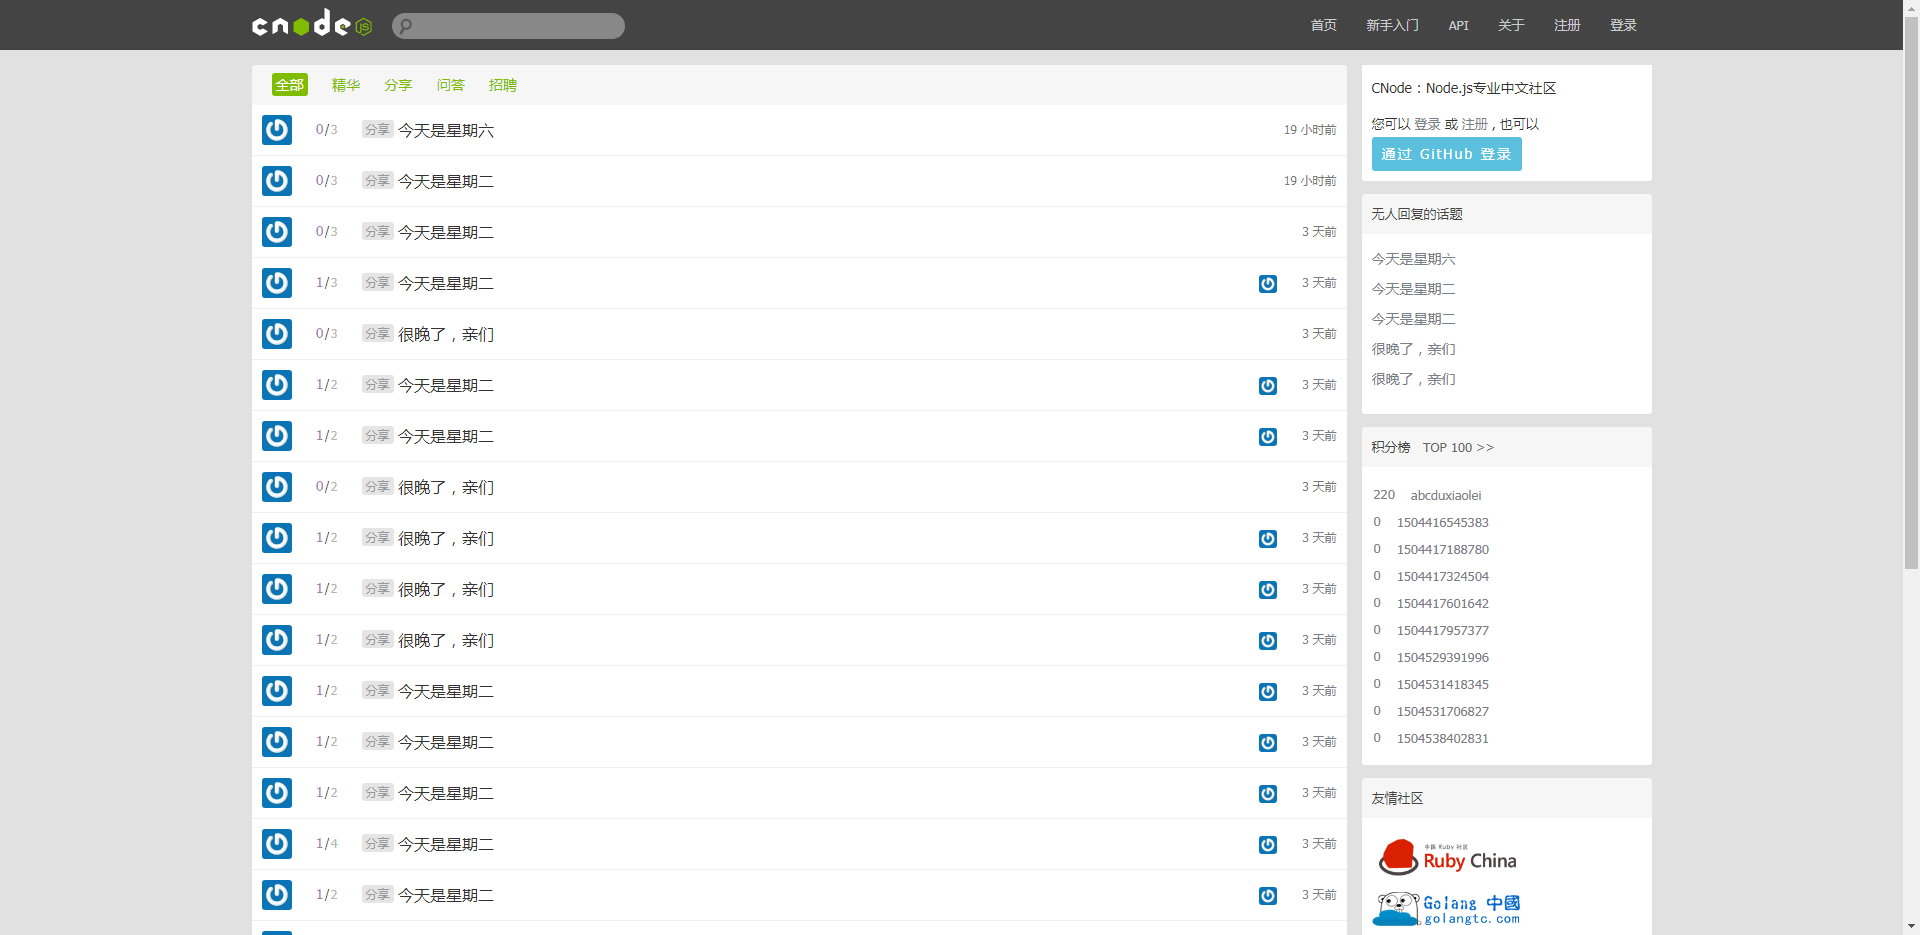 cnode JS
首页 新手入门 API 关于 注册 登录
全部 精华 分享 问答 招聘
0/3 分享 今天是星期六 19 小时前
0/3 分享 今天是星期二 19 小时前
0/3 分享 今天是星期二 3 天前
1/3 分享 今天是星期二 3 天前
0/3 分享 很晚了，亲们 3 天前
1/2 分享 今天是星期二 3 天前
1/2 分享 今天是星期二 3 天前
0/2 分享 很晚了，亲们 3 天前
1/2 分享 很晚了，亲们 3 天前
1/2 分享 很晚了，亲们 3 天前
1/2 分享 很晚了，亲们 3 天前
1/2 分享 今天是星期二 3 天前
1/2 分享 今天是星期二 3 天前
1/2 分享 今天是星期二 3 天前
1/4 分享 今天是星期二 3 天前
1/2 分享 今天是星期二 3 天前
CNode：Node.js专业中文社区
您可以 登录 或 注册 , 也可以
通过 GitHub 登录
无人回复的话题
今天是星期六
今天是星期二
今天是星期二
很晚了，亲们
很晚了，亲们
积分榜 TOP 100 >>
220 abcduxiaolei
0 1504416545383
0 1504417188780
0 1504417324504
0 1504417601642
0 1504417957377
0 1504529391996
0 1504531418345
0 1504531706827
0 1504538402831
友情社区
中国 Ruby 社区
Ruby China
Golang 中國
golangtc.com